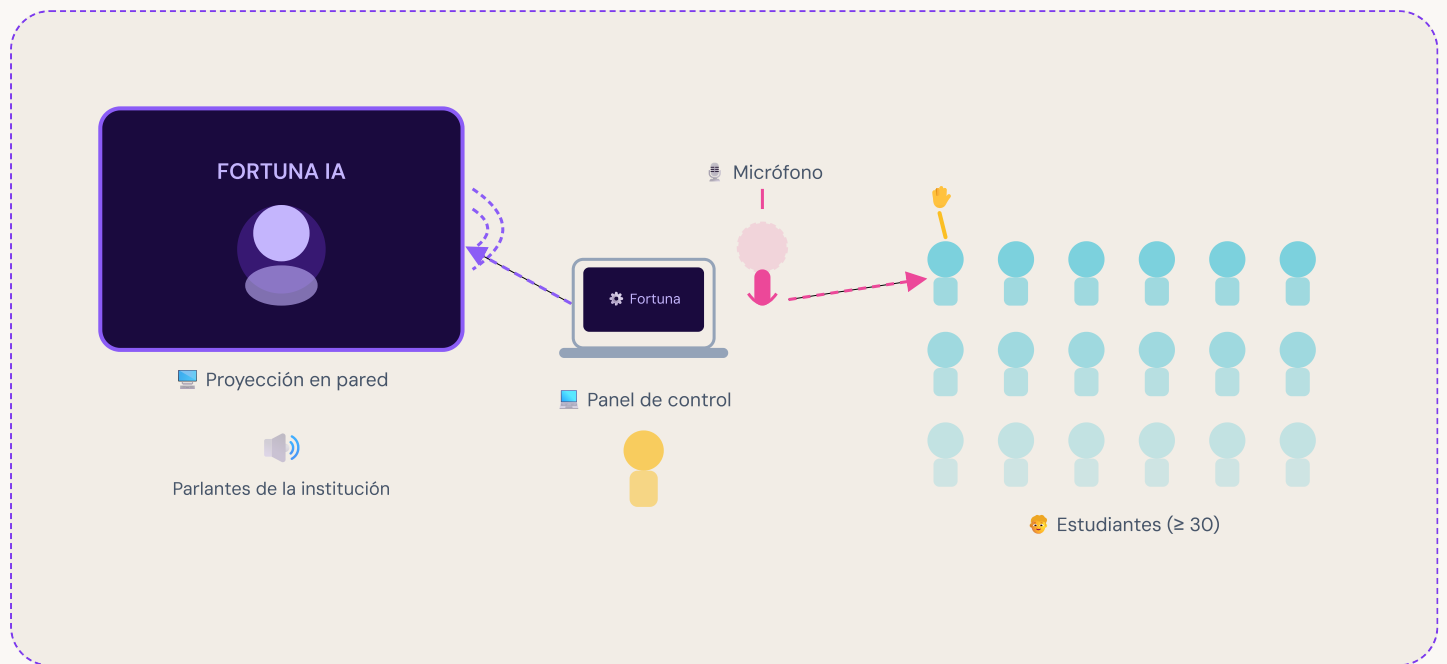 FORTUNA IA
Micrófono
Fortuna
Proyección en pared
Panel de control
Parlantes de la institución
Estudiantes (≥ 30)